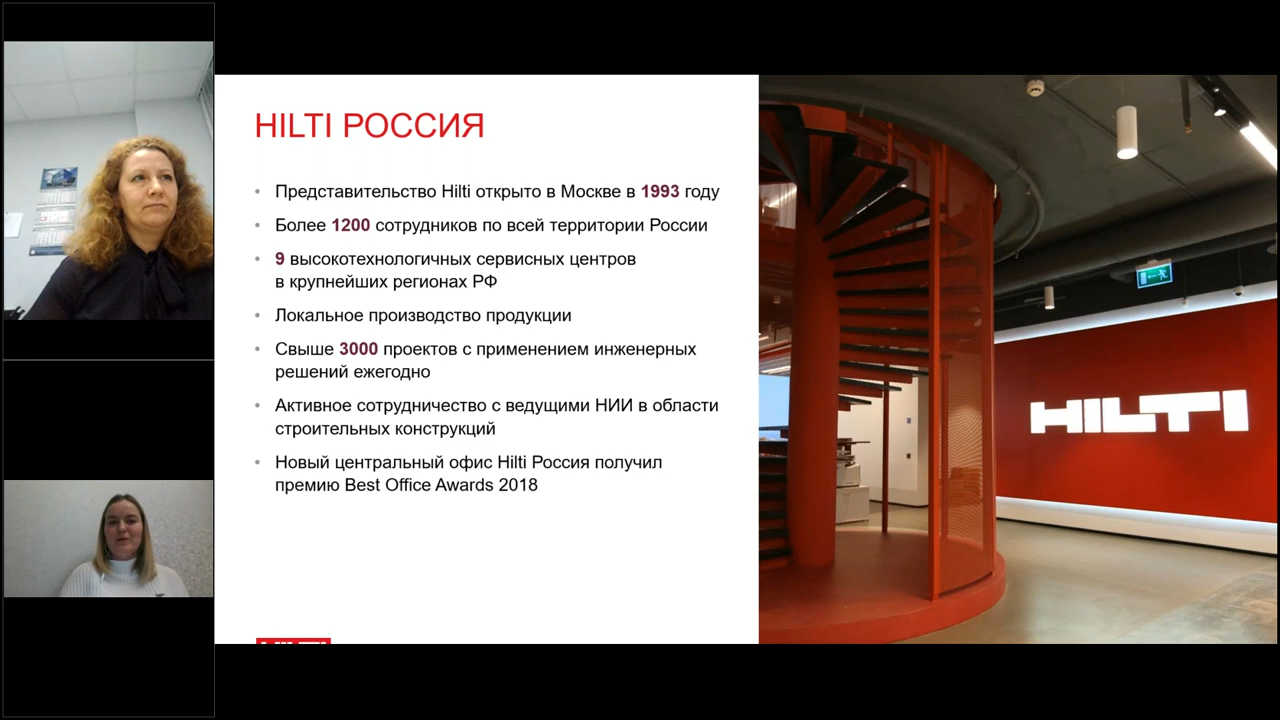 HILTI РОССИЯ
Представительство Hilti открыто в Москве в 1993 году
Более 1200 сотрудников по всей территории России
9 высокотехнологичных сервисных центров
в крупнейших регионах РФ
Локальное производство продукции
Свыше 3000 проектов с применением инженерных
решений ежегодно
Активное сотрудничество с ведущими НИИ в области
строительных конструкций
Новый центральный офис Hilti Россия получил
премию Best Office Awards 2018
HILTI